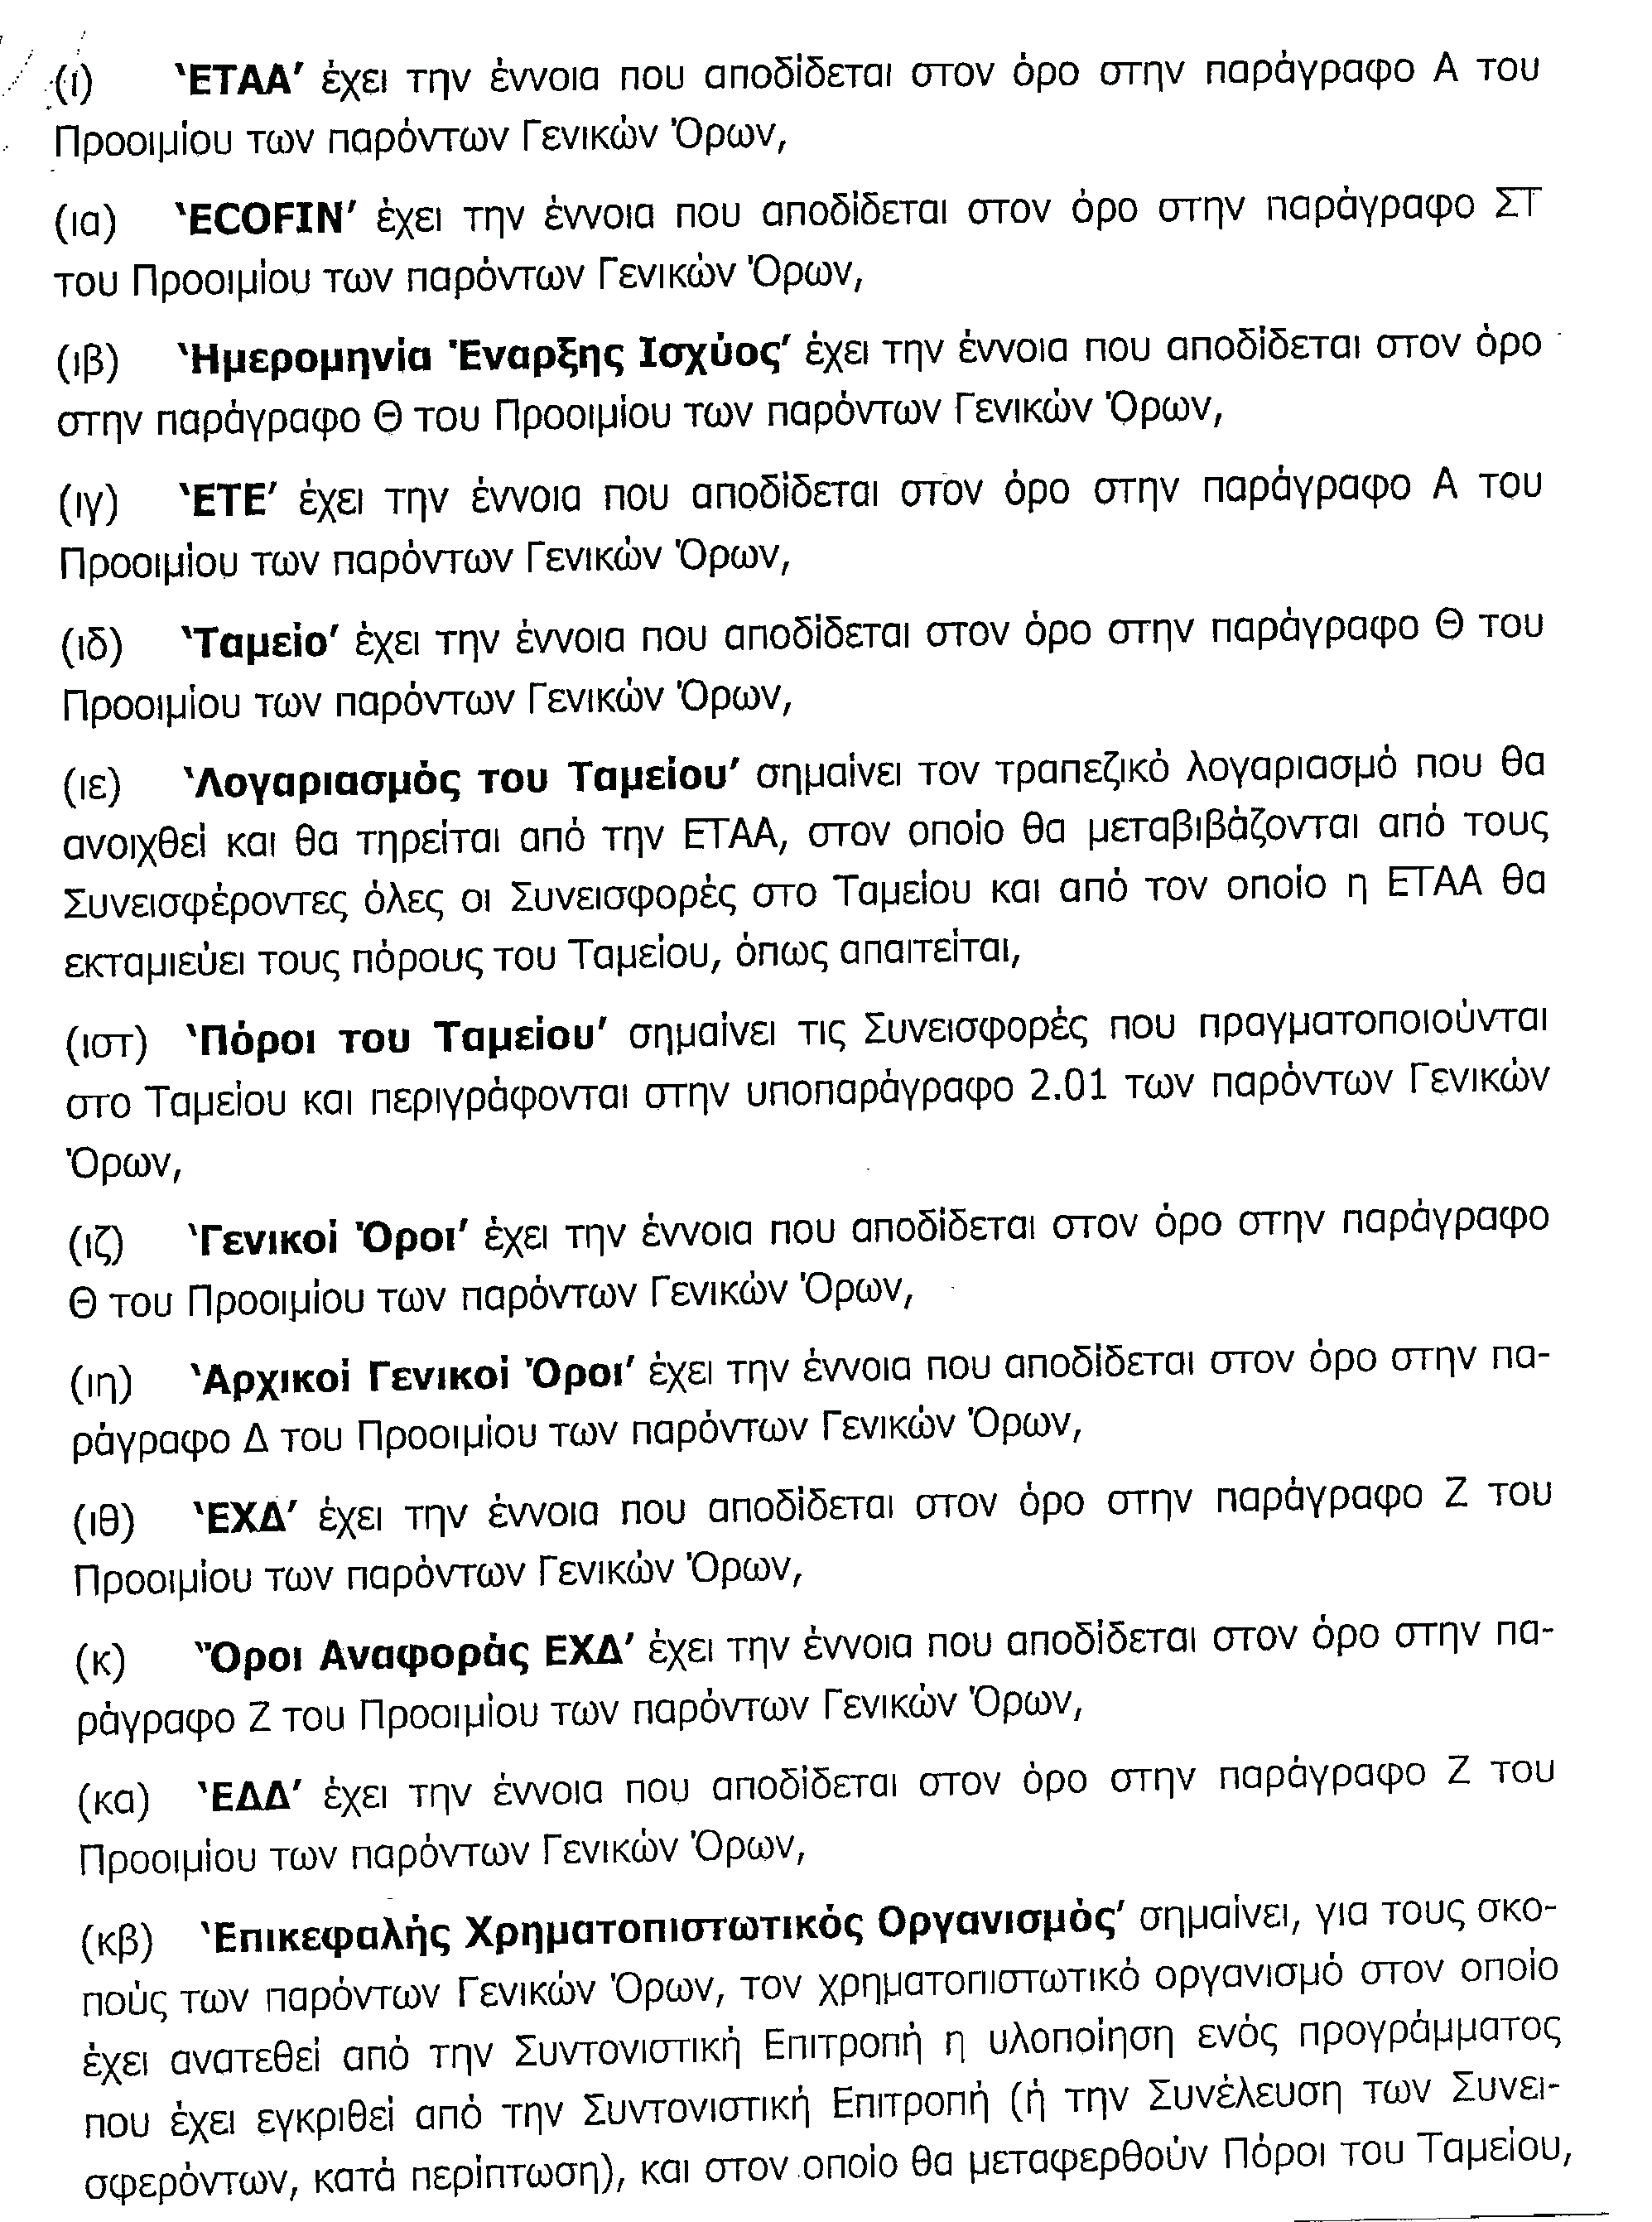 (ι) 'ΕΤΑΑ' έχει την έννοια που αποδίδεται στον όρο στην παράγραφο Α του
Προοιμίου των παρόντων Γενικών Όρων,
(ια) 'ECOFIN' έχει την έννοια που αποδίδεται στον όρο στην παράγραφο ΣΤ
του Προοιμίου των παρόντων Γενικών Όρων,
(ιβ) 'Ημερομηνία Έναρξης Ισχύος' έχει την έννοια που αποδίδεται στον όρο
στην παράγραφο Θ του Προοιμίου των παρόντων Γενικών Όρων,
(ιγ) 'ΕΤΕ' έχει την έννοια που αποδίδεται στον όρο στην παράγραφο Α του
Προοιμίου των παρόντων Γενικών Όρων,
(ιδ) 'Ταμείο' έχει την έννοια που αποδίδεται στον όρο στην παράγραφο Θ του
Προοιμίου των παρόντων Γενικών Όρων,
(ιε) 'Λογαριασμός του Ταμείου' σημαίνει τον τραπεζικό λογαριασμό που θα
ανοιχθεί και θα τηρείται από την ΕΤΑΑ, στον οποίο θα μεταβιβάζονται από τους
Συνεισφέροντες όλες οι Συνεισφορές στο Ταμείου και από τον οποίο η ΕΤΑΑ θα
εκταμιεύει τους πόρους του Ταμείου, όπως απαιτείται,
(ιστ) 'Πόροι του Ταμείου' σημαίνει τις Συνεισφορές που πραγματοποιούνται
στο Ταμείου και περιγράφονται στην υποπαράγραφο 2.01 των παρόντων Γενικών
Όρων,
(ιζ) 'Γενικοί Όροι' έχει την έννοια που αποδίδεται στον όρο στην παράγραφο
Θ του Προοιμίου των παρόντων Γενικών Όρων,
(ιη) 'Αρχικοί Γενικοί Όροι' έχει την έννοια που αποδίδεται στον όρο στην πα-
ράγραφο Δ του Προοιμίου των παρόντων Γενικών Όρων,
(ιθ) 'ΕΧΔ' έχει την έννοια που αποδίδεται στον όρο στην παράγραφο Ζ του
Προοιμίου των παρόντων Γενικών Όρων,
(κ) 'Όροι Αναφοράς ΕΧΔ' έχει την έννοια που αποδίδεται στον όρο στην πα-
ράγραφο Ζ του Προοιμίου των παρόντων Γενικών Όρων,
(κα) 'ΕΔΔ' έχει την έννοια που αποδίδεται στον όρο στην παράγραφο Ζ του
Προοιμίου των παρόντων Γενικών Όρων,
(κβ) 'Επικεφαλής Χρηματοπιστωτικός Οργανισμός' σημαίνει, για τους σκο-
πούς των παρόντων Γενικών Όρων, τον χρηματοπιστωτικό οργανισμό στον οποίο
έχει ανατεθεί από την Συντονιστική Επιτροπή η υλοποίηση ενός προγράμματος
που έχει εγκριθεί από την Συντονιστική Επιτροπή (ή την Συνέλευση των Συνει-
σφερόντων, κατά περίπτωση), και στον οποίο θα μεταφερθούν Πόροι του Ταμείου,